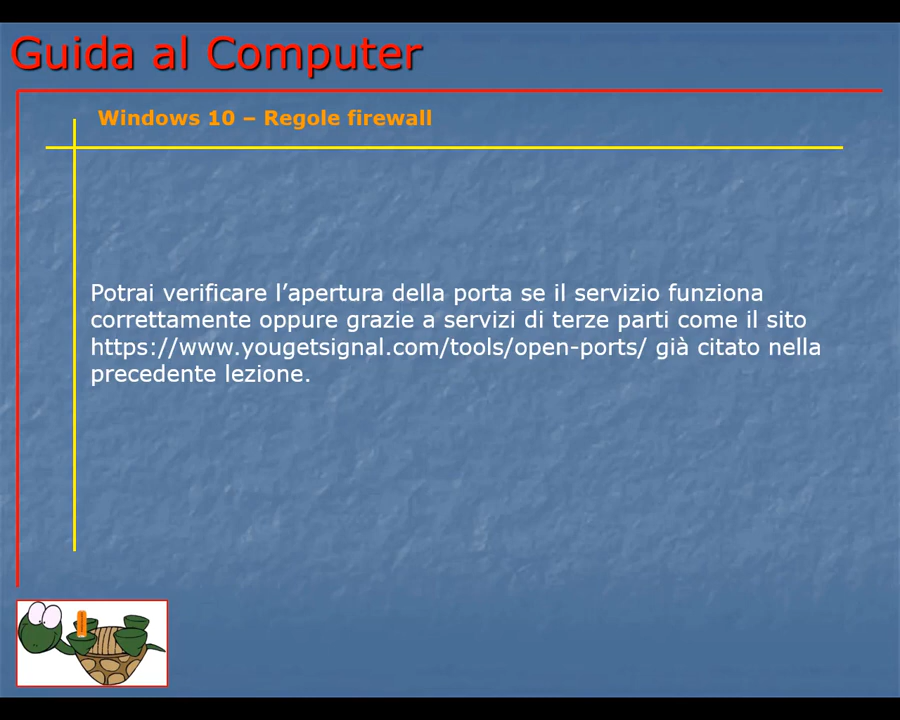 Guida al Computer
Windows 10 – Regole firewall
Potrai verificare l’apertura della porta se il servizio funziona
correttamente oppure grazie a servizi di terze parti come il sito
https://www.yougetsignal.com/tools/open-ports/ già citato nella
precedente lezione.